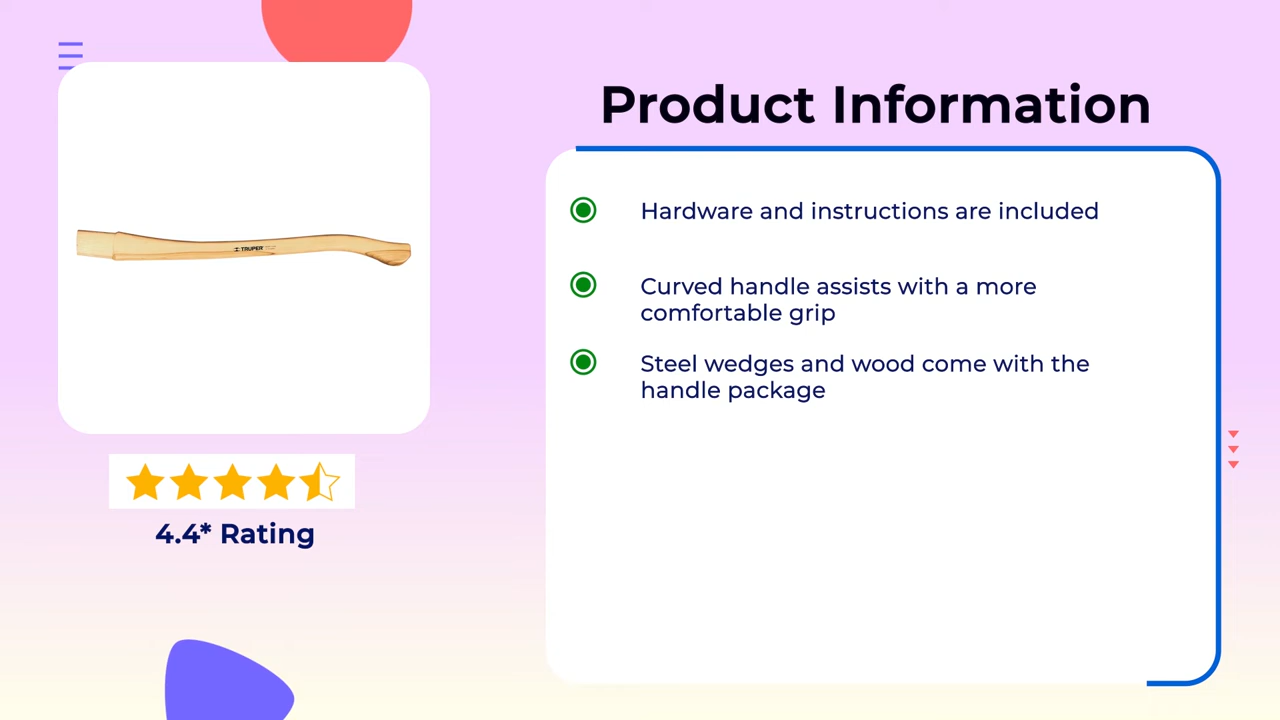 Product Information
TRUPER
Hardware and instructions are included
Curved handle assists with a more
comfortable grip
Steel wedges and wood come with the
handle package
4.4* Rating